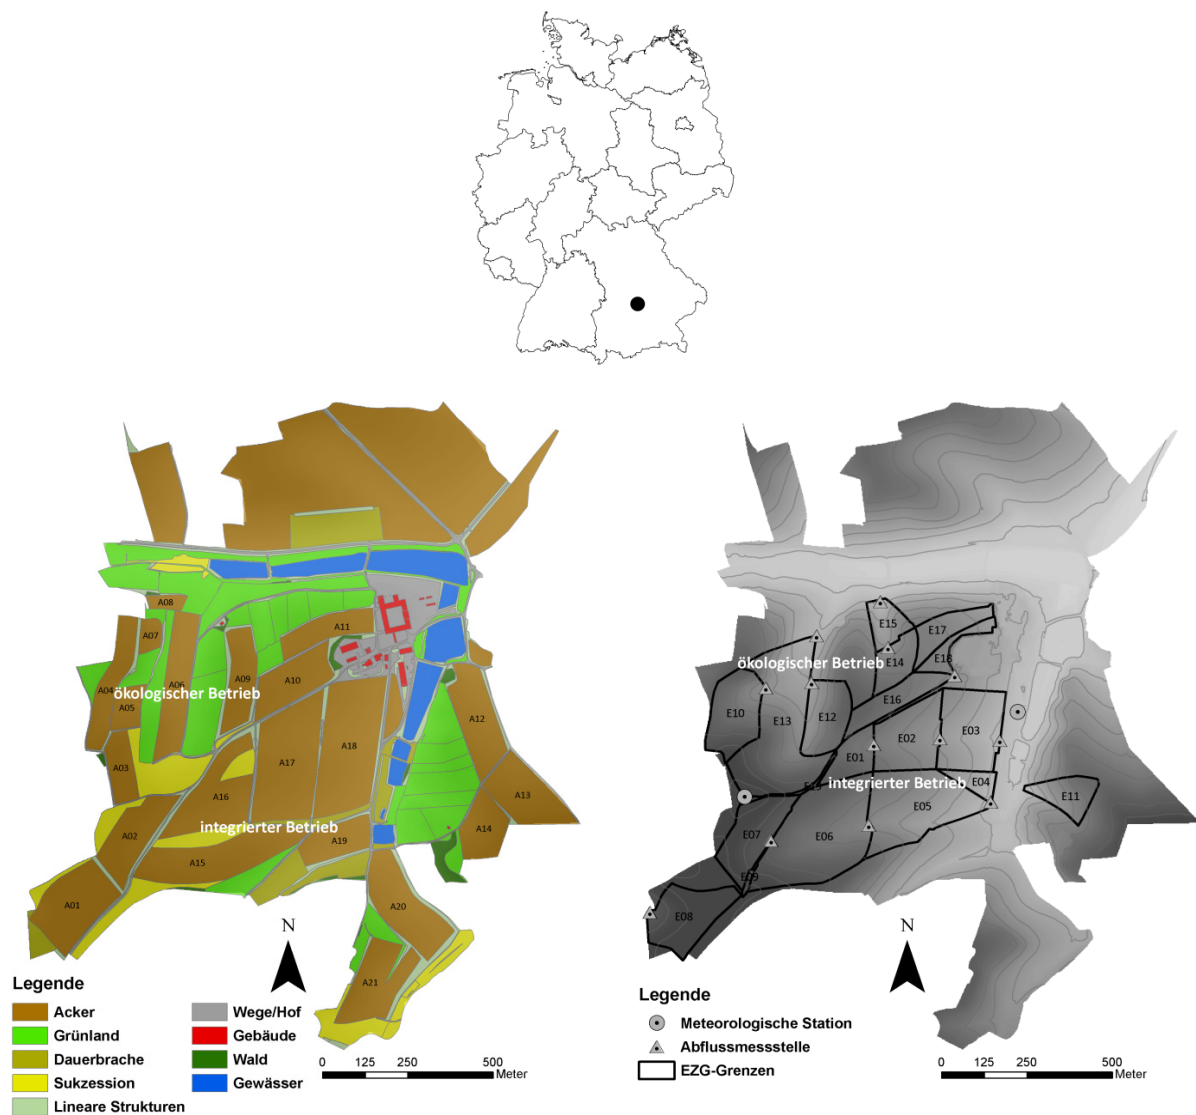 A08
A07
A11
A04
A06
A09
A10
ökologischer Betrieb
A05
A12
A18
A03
A17
A16
A13
integrierter Betrieb
A14
A02
A19
A15
A01
A20
A21
N
Legende
Acker
Grünland
Dauerbrache
Sukzession
Lineare Strukturen
Wege/Hof
Gebäude
Wald
Gewässer
0 125 250 500
Meter
E15
E17
E18
ökologischer Betrieb
E14
E16
E10
E13
E12
E02
E03
E01
integrierter Betrieb
E04
E11
E05
E07
E06
E09
E08
N
Legende
Meteorologische Station
Abflussmessstelle
EZG-Grenzen
0 125 250 500
Meter